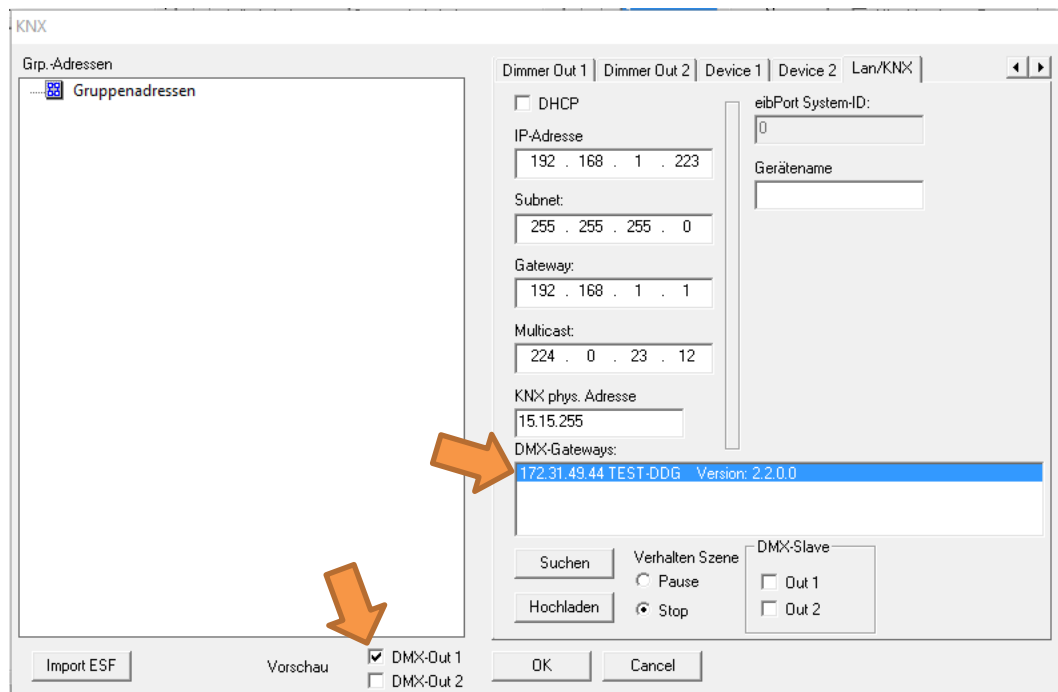 KNX
Grp.-Adressen
Gruppenadressen
Dimmer Out 1 Dimmer Out 2 Device 1 Device 2 Lan/KNX
DHCP
IP-Adresse
192 . 168 . 1 . 223
Subnet:
255 . 255 . 255 . 0
Gateway:
192 . 168 . 1 . 1
Multicast:
224 . 0 . 23 . 12
KNX phys. Adresse
15.15.255
eibPort System-ID:
0
Gerätename
DMX-Gateways:
172.31.49.44 TEST-DDG Version: 2.2.0.0
Suchen
Hochladen
Verhalten Szene
Pause
Stop
DMX-Slave
Out 1
Out 2
Import ESF
Vorschau
DMX-Out 1
DMX-Out 2
OK
Cancel